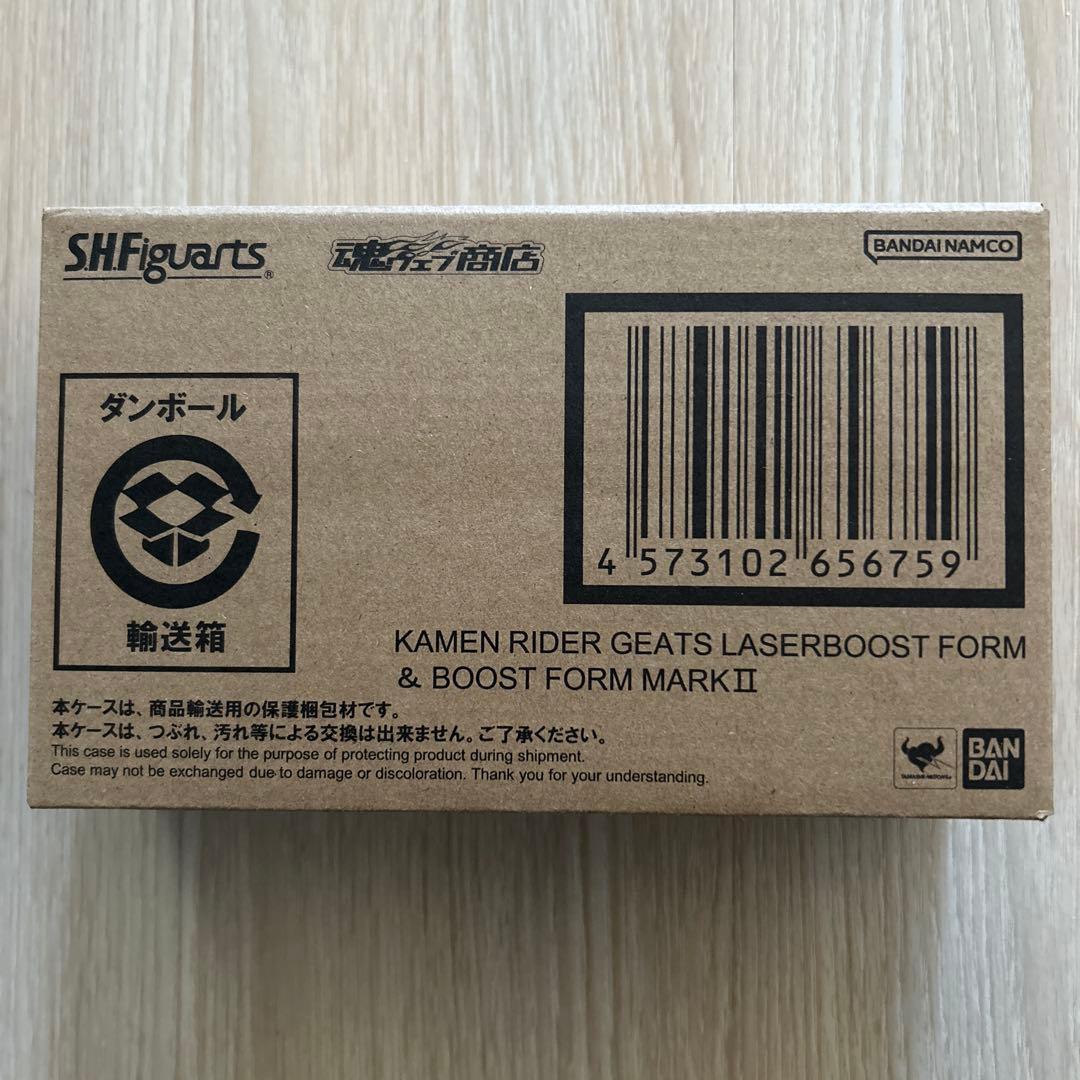 S.H.Figuarts®
魂ウェブ商店
BANDAI NAMCO
ダンボール
輸送箱
4 573102 656759
KAMEN RIDER GEATS LASERBOOST FORM
& BOOST FORM MARKⅡ
本ケースは、商品輸送用の保護梱包材です。
本ケースは、つぶれ、汚れ等による交換は出来ません。ご了承ください。
This case is used solely for the purpose of protecting product during shipment.
Case may not be exchanged due to damage or discoloration. Thank you for your understanding.
TAMASHII NATIONS
BAN
DAI